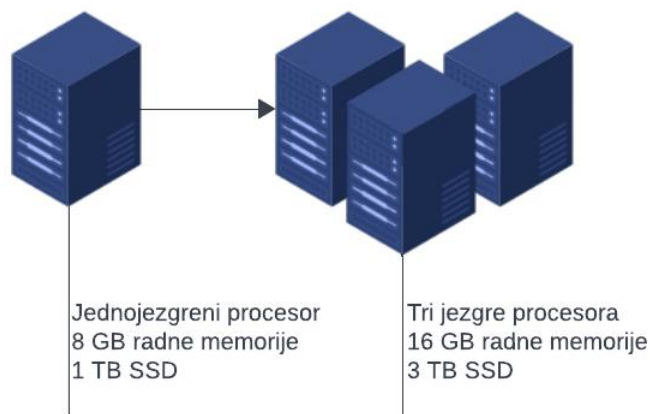 Jednojezgreni procesor
8 GB radne memorije
1 TB SSD
Tri jezgre procesora
16 GB radne memorije
3 TB SSD